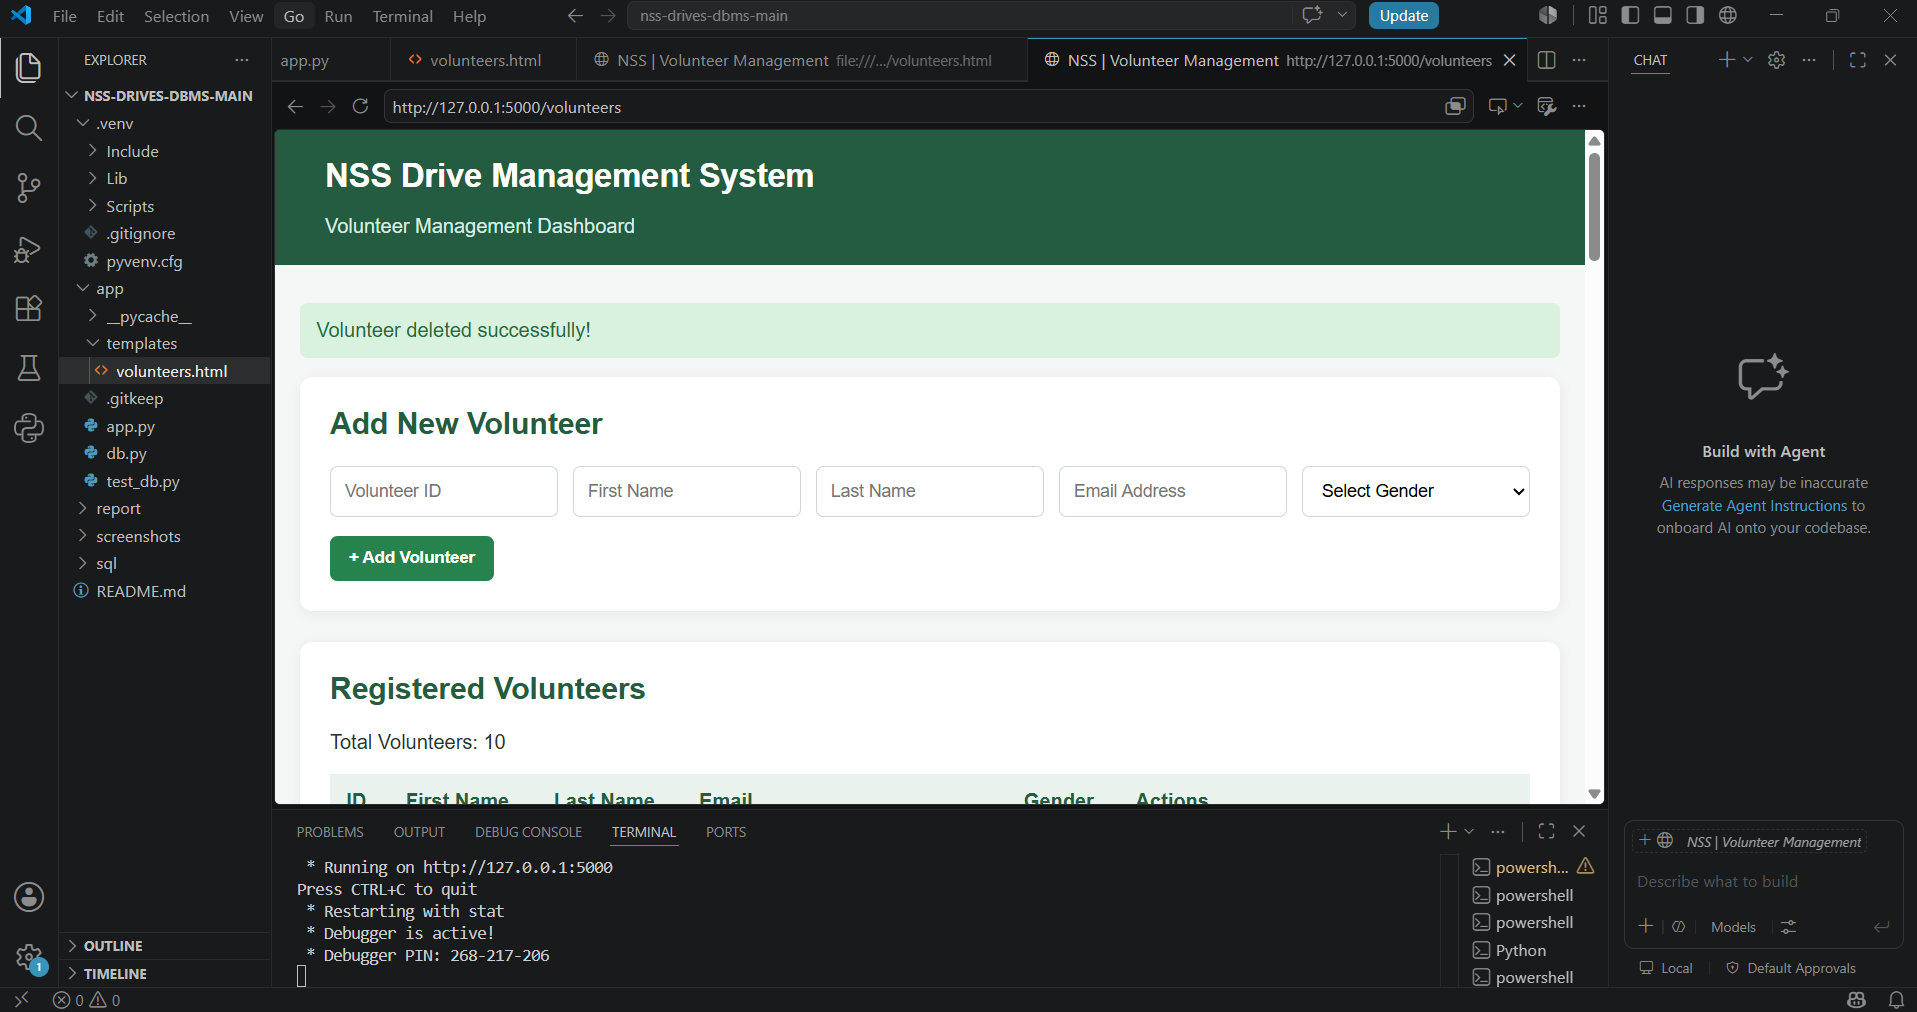 File Edit Selection View Go Run Terminal Help
nss-drives-dbms-main
Update
EXPLORER
NSS-DRIVES-DBMS-MAIN
.venv
Include
Lib
Scripts
.gitignore
pyvenv.cfg
app
__pycache__
templates
volunteers.html
.gitkeep
app.py
db.py
test_db.py
report
screenshots
sql
README.md
OUTLINE
TIMELINE
app.py
volunteers.html
NSS | Volunteer Management file:///.../volunteers.html
NSS | Volunteer Management http://127.0.0.1:5000/volunteers
http://127.0.0.1:5000/volunteers
NSS Drive Management System
Volunteer Management Dashboard
Volunteer deleted successfully!
Add New Volunteer
Volunteer ID First Name Last Name Email Address Select Gender
+ Add Volunteer
Registered Volunteers
Total Volunteers: 10
ID First Name Last Name Email Gender Actions
PROBLEMS OUTPUT DEBUG CONSOLE TERMINAL PORTS
* Running on http://127.0.0.1:5000
Press CTRL+C to quit
* Restarting with stat
* Debugger is active!
* Debugger PIN: 268-217-206
powersh...
powershell
powershell
Python
powershell
CHAT
Build with Agent
AI responses may be inaccurate
Generate Agent Instructions to
onboard AI onto your codebase.
NSS | Volunteer Management
Describe what to build
Models
Local Default Approvals
1
0 0